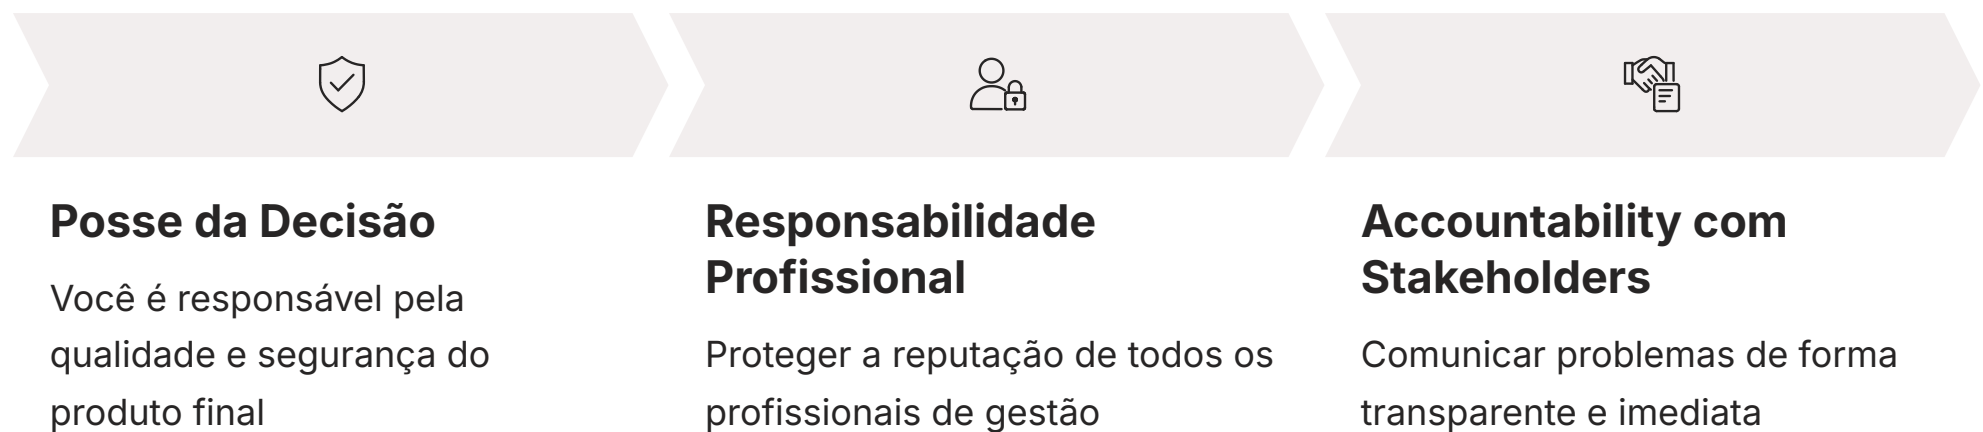 Posse da Decisão
Você é responsável pela
qualidade e segurança do
produto final
Responsabilidade
Profissional
Proteger a reputação de todos os
profissionais de gestão
Accountability com
Stakeholders
Comunicar problemas de forma
transparente e imediata